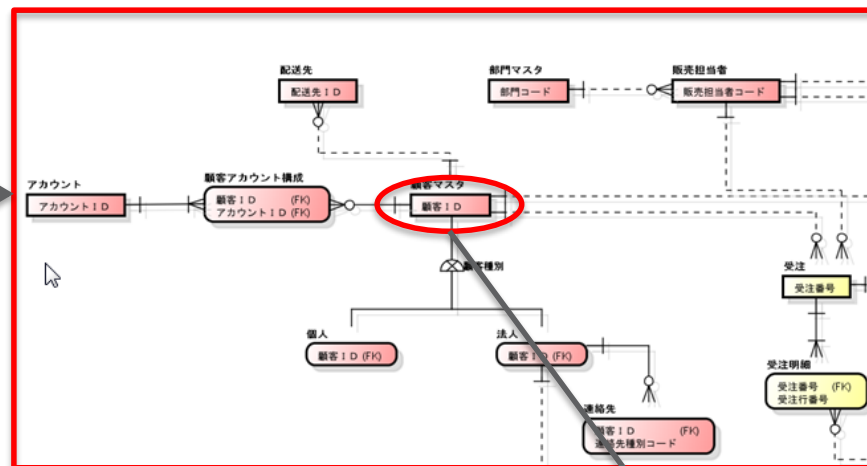 配送先
配送先ID
部門マスタ
部門コード
販売担当者
販売担当者コード
アカウント
アカウントID
顧客アカウント構成
顧客ID (FK)
アカウントID (FK)
顧客マスタ
顧客ID
顧客種別
個人
顧客ID (FK)
法人
顧客ID (FK)
連絡先
顧客ID (FK)
連絡先種別コード
受注
受注番号
受注明細
受注番号 (FK)
受注行番号